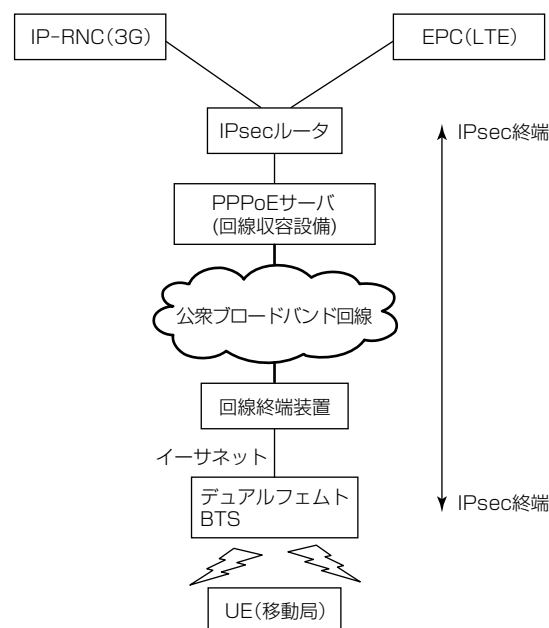 IP-RNC(3G)
EPC(LTE)
IPsecルータ
IPsec終端
PPPoEサーバ
(回線収容設備)
公衆ブロードバンド回線
回線終端装置
イーサネット
デュアルフェムト
BTS
IPsec終端
UE(移動局)